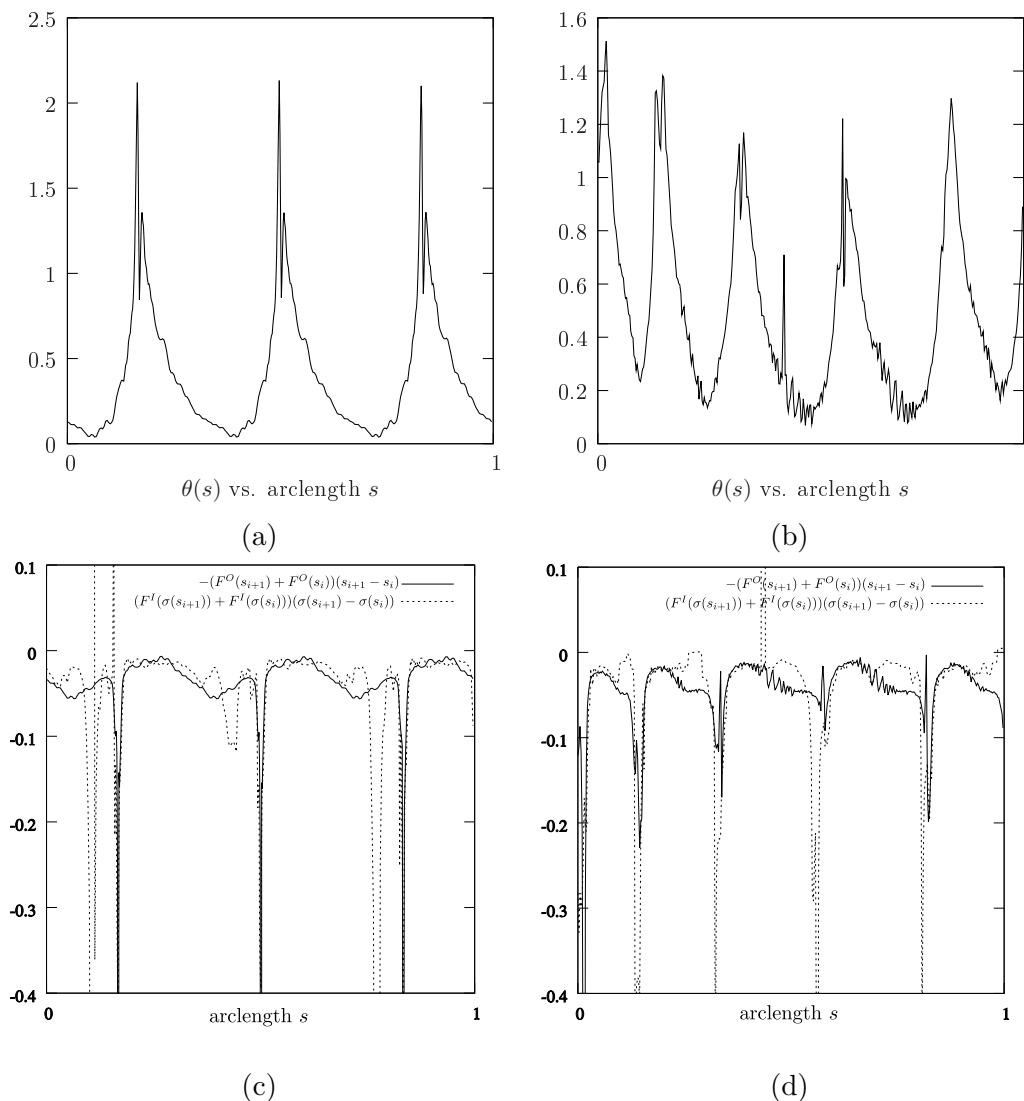 2.5
2
1.5
1
0.5
0
0 1
θ(s) vs. arclength s
(a)
1.6
1.4
1.2
1
0.8
0.6
0.4
0.2
0
0
θ(s) vs. arclength s
(b)
0.1
0
-0.1
-0.2
-0.3
-0.4
−(F^O(s_{i+1}) + F^O(s_i))(s_{i+1} − s_i)
(F^I(σ(s_{i+1})) + F^I(σ(s_i)))(σ(s_{i+1}) − σ(s_i))
0 1
arclength s
(c)
0.1
0
-0.1
-0.2
-0.3
-0.4
−(F^O(s_{i+1}) + F^O(s_i))(s_{i+1} − s_i)
(F^I(σ(s_{i+1})) + F^I(σ(s_i)))(σ(s_{i+1}) − σ(s_i))
0 1
arclength s
(d)